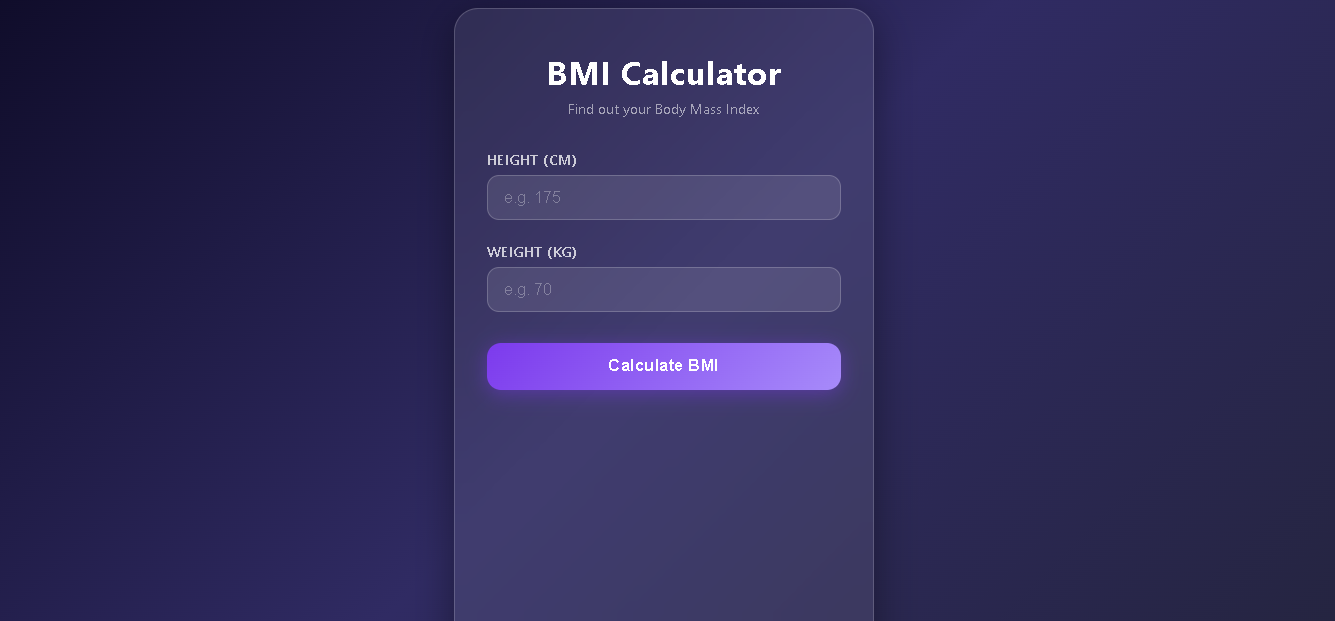 BMI Calculator
Find out your Body Mass Index
HEIGHT (CM)
e.g. 175
WEIGHT (KG)
e.g. 70
Calculate BMI